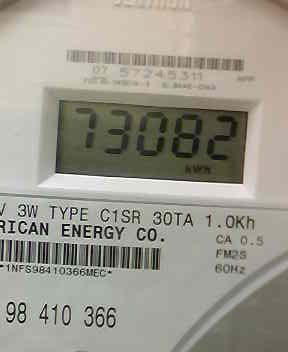 07 57245311
73082
kWh
V 3W TYPE C1SR 30TA 1.0Kh
RICAN ENERGY CO.
CA 0.5
FM2S
*1NFS98410366MEC*
60Hz
98 410 366